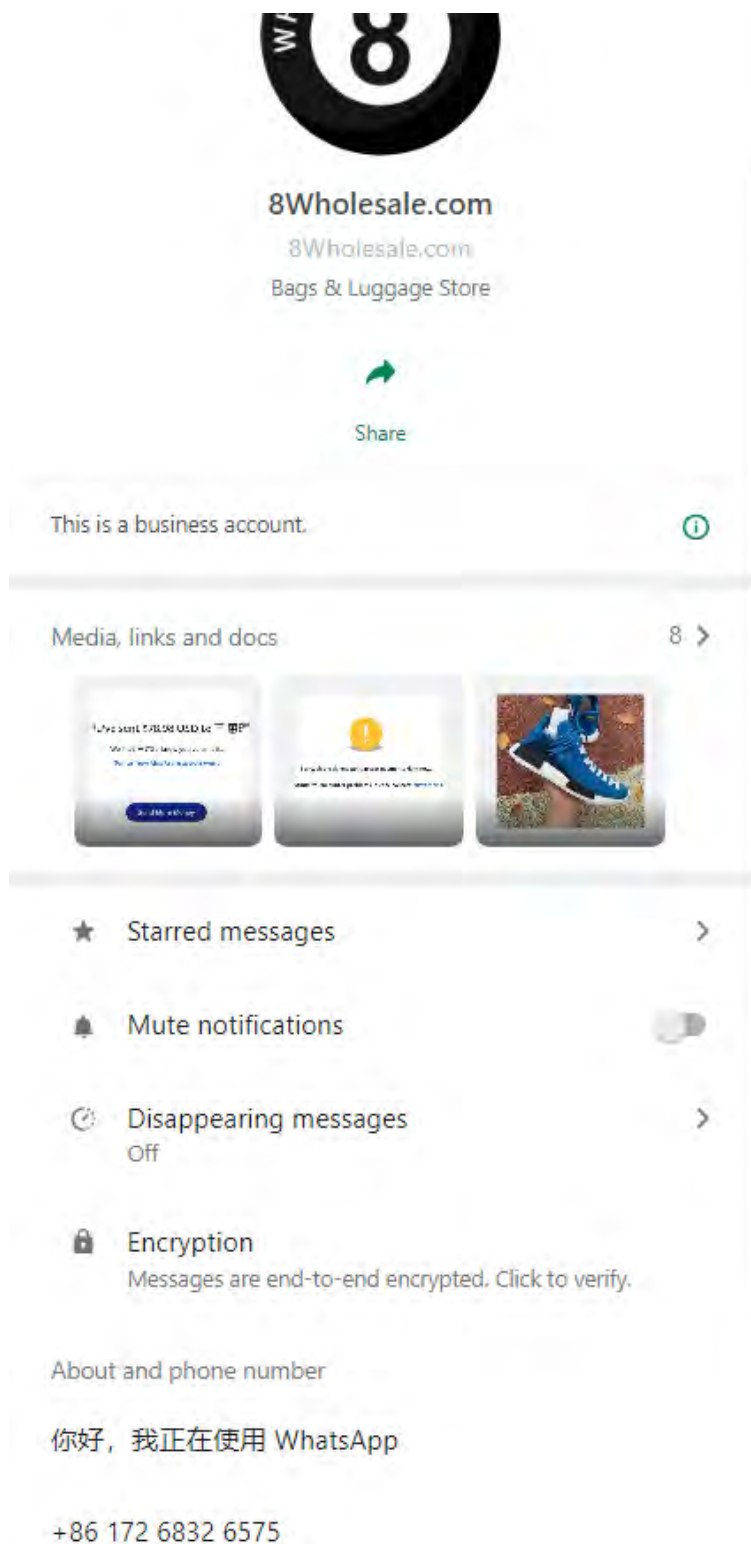 WA
8
8Wholesale.com
8Wholesale.com
Bags & Luggage Store
Share
This is a business account.
Media, links and docs
8
Starred messages
Mute notifications
Disappearing messages
Off
Encryption
Messages are end-to-end encrypted. Click to verify.
About and phone number
你好，我正在使用 WhatsApp
+86 172 6832 6575